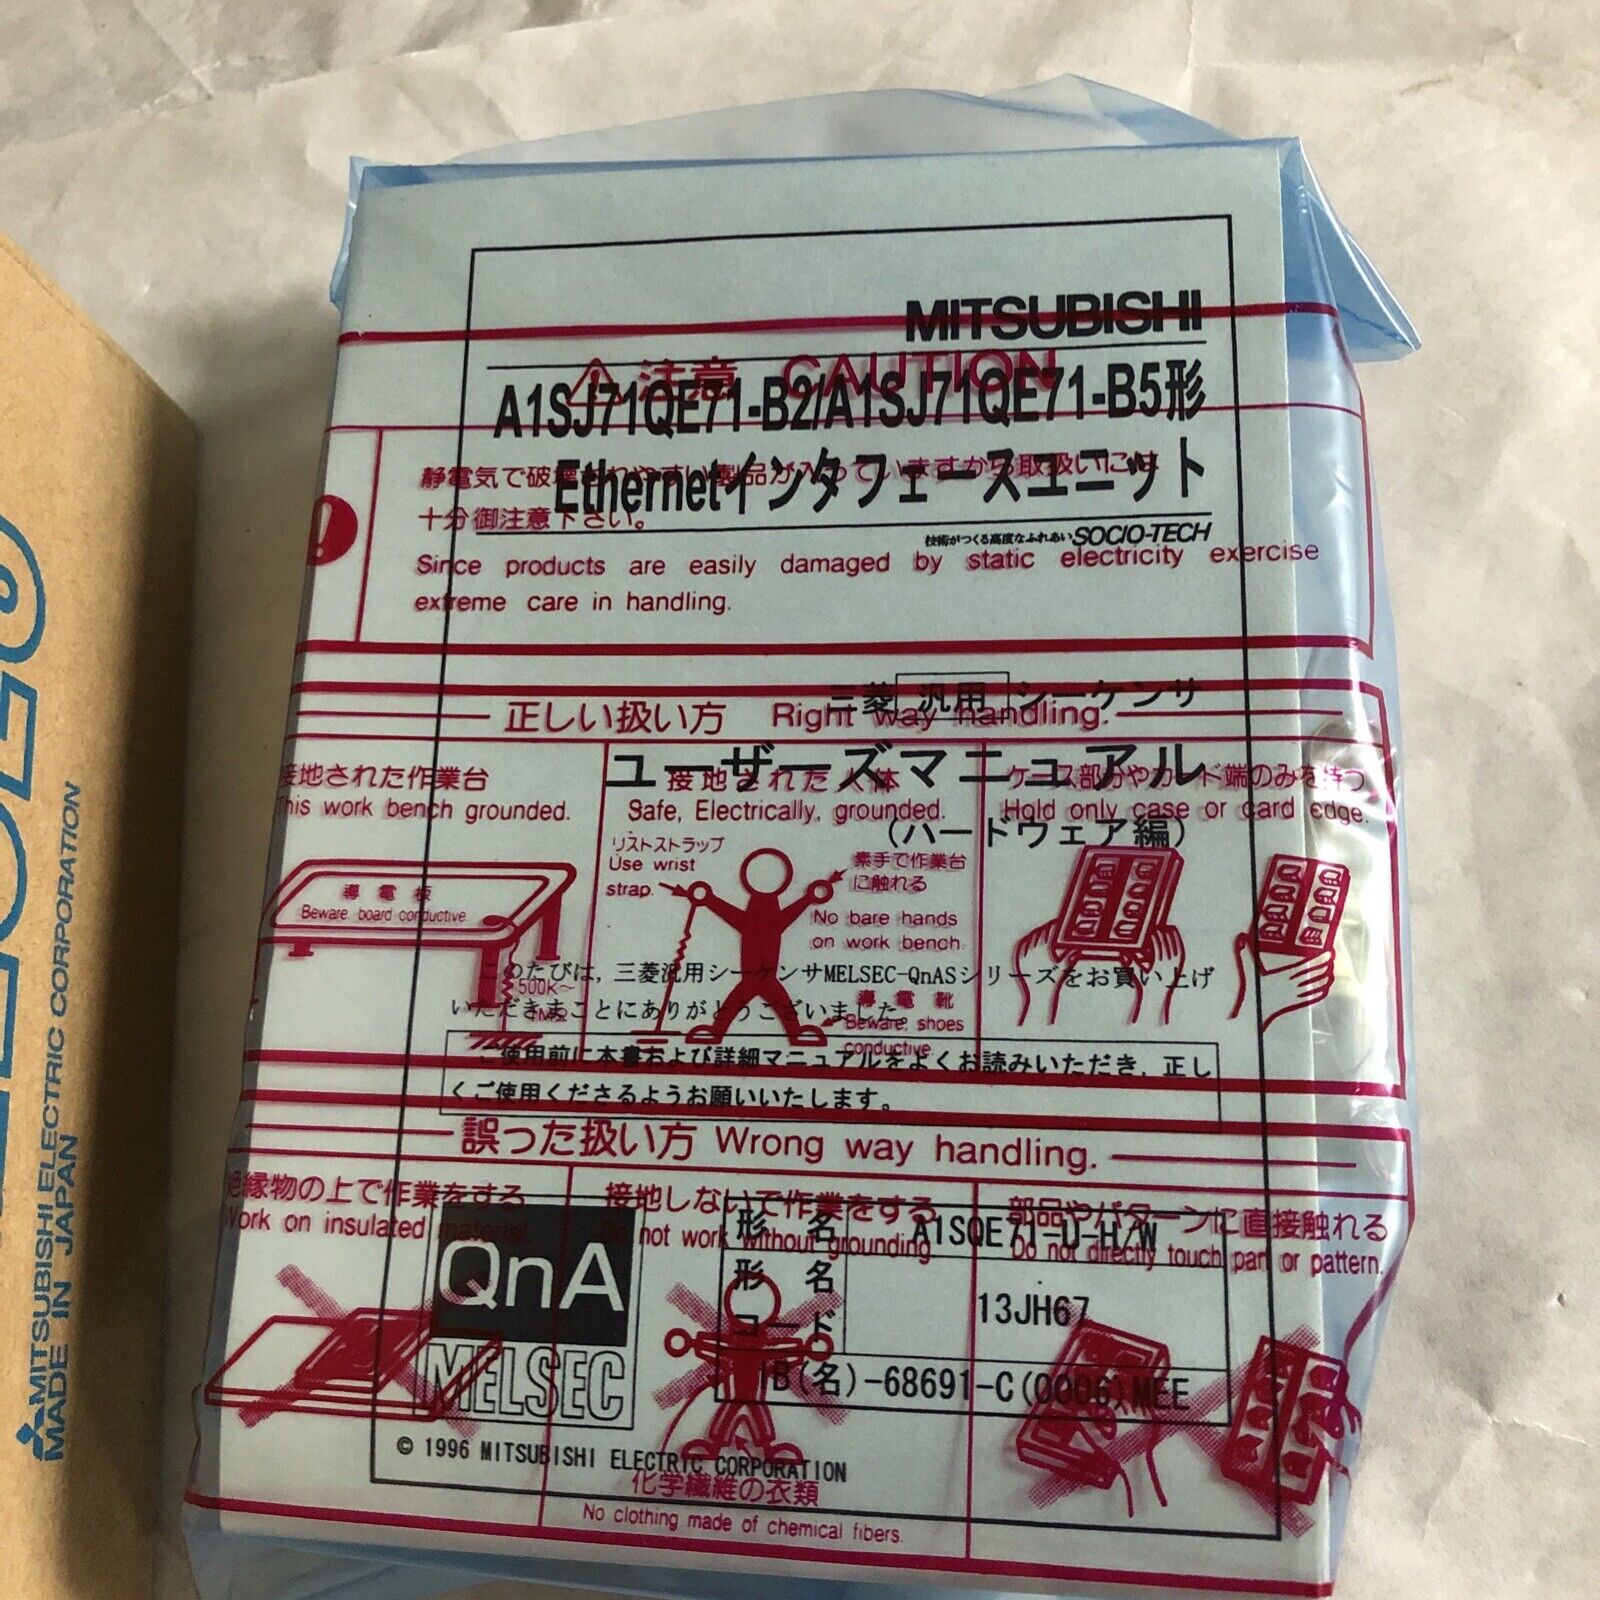 MITSUBISHI
⚠注意 CAUTION
A1SJ71QE71-B2/A1SJ71QE71-B5形
Ethernetインタフェースユニット
静電気で破壊されやすい製品が入っていますから取扱いには
十分御注意下さい。
技術がつくる高度なふれあい SOCIO-TECH
Since products are easily damaged by static electricity exercise
extreme care in handling.
三菱 汎用 シーケンサ
正しい扱い方 Right way handling.
ユーザーズマニュアル
(ハードウェア編)
接地された作業台
This work bench grounded.
導電板
Beware, board conductive
500K~
接地された人体
Safe, Electrically, grounded.
リストストラップ
Use wrist
strap.
素手で作業台
に触れる
No bare hands
on work bench.
導電靴
Beware, shoes
conductive.
ケース部分やカード端のみを持つ
Hold only case or card edge.
このたびは,三菱汎用シーケンサMELSEC-QnASシリーズをお買い上げ
いただきまことにありがとうございました。
ご使用前に本書および詳細マニュアルをよくお読みいただき,正し
くご使用くださるようお願いいたします。
誤った扱い方 Wrong way handling.
絶縁物の上で作業をする
Work on insulated material.
接地しないで作業をする
Do not work without grounding
部品やパターンに直接触れる
Do not directly touch part or pattern.
QnA
MELSEC
形名 A1SQE71-U-H/W
形名コード 13JH67
IB(名)-68691-C(0006)MEE
© 1996 MITSUBISHI ELECTRIC CORPORATION
化学繊維の衣類
No clothing made of chemical fibers.
MITSUBISHI ELECTRIC CORPORATION
MADE IN JAPAN